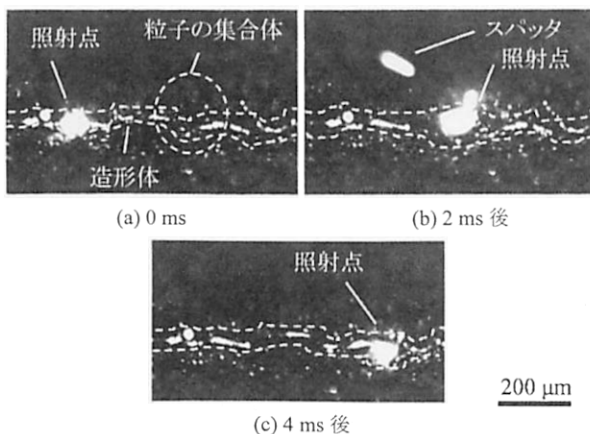 照射点
粒子の集合体
造形体
(a) 0 ms
スパッタ
照射点
(b) 2 ms 後
照射点
(c) 4 ms 後
200 μm